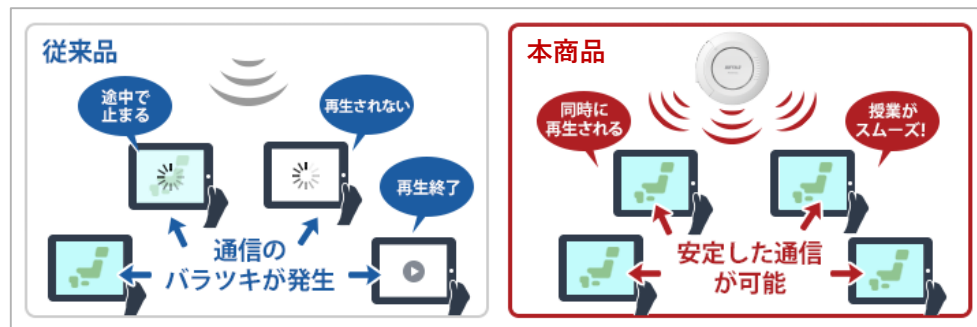 従来品
途中で
止まる
再生されない
再生終了
通信の
バラツキが発生
本商品
同時に
再生される
授業が
スムーズ!
安定した通信
が可能